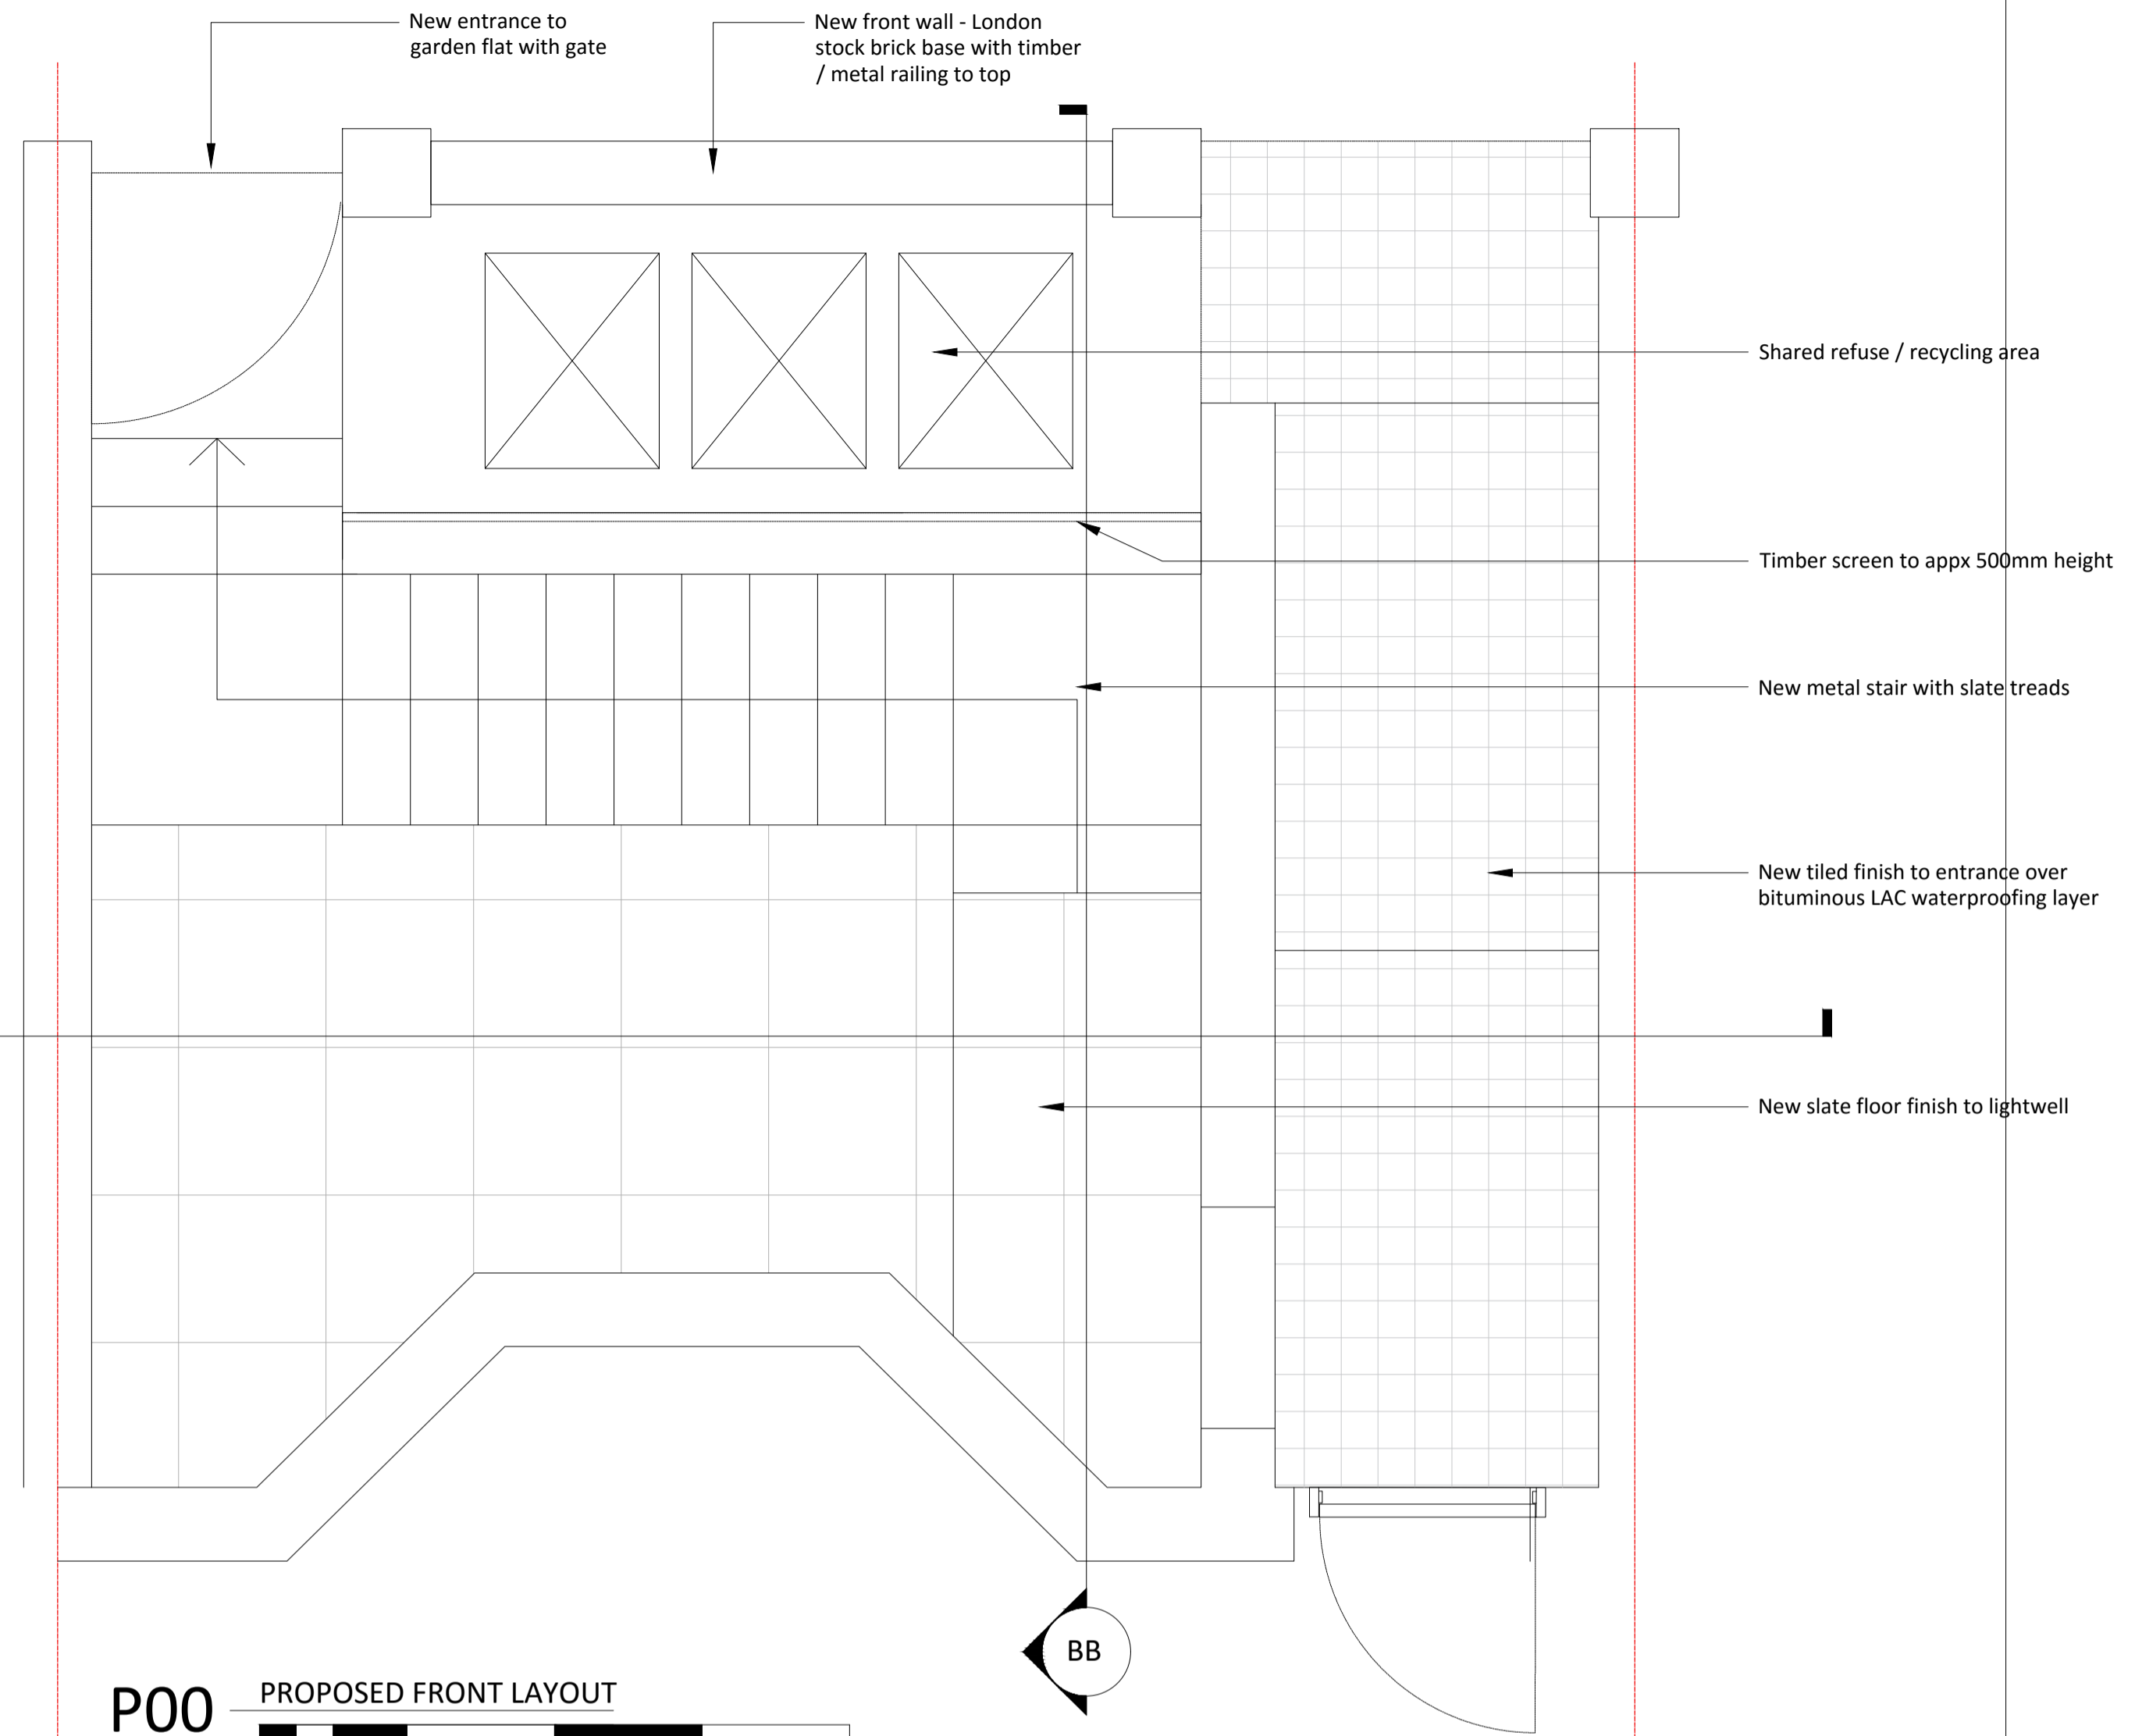 New entrance to
garden flat with gate
New front wall - London
stock brick base with timber
/ metal railing to top
Shared refuse / recycling area
Timber screen to appx 500mm height
New metal stair with slate treads
New tiled finish to entrance over
bituminous LAC waterproofing layer
New slate floor finish to lightwell
BB
P00
PROPOSED FRONT LAYOUT